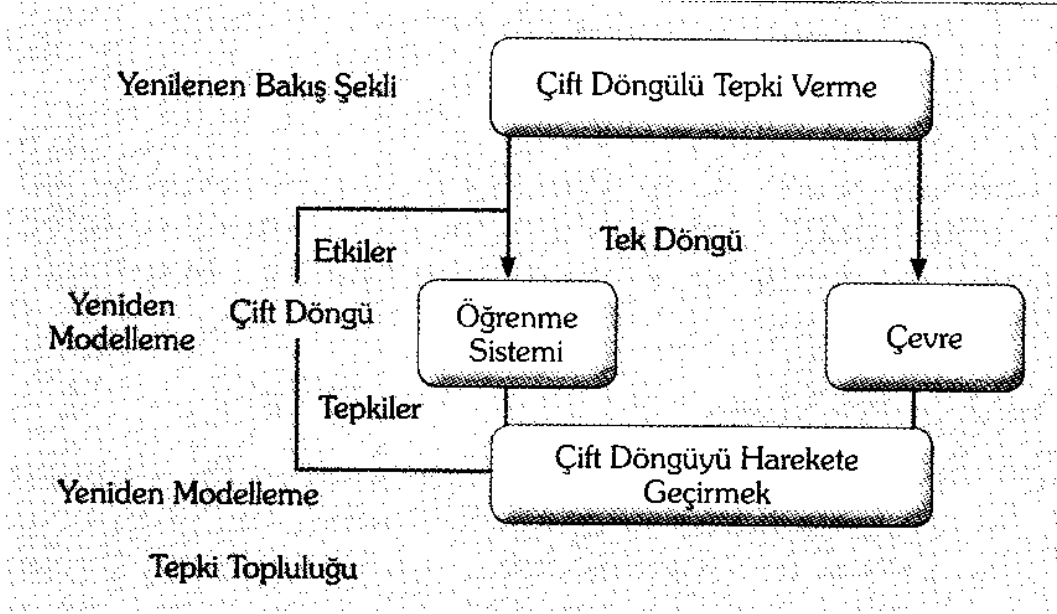 Yenilenen Bakış Şekli
Çift Döngülü Tepki Verme
Etkiler
Tek Döngü
Yeniden
Modelleme
Çift Döngü
Öğrenme
Sistemi
Çevre
Tepkiler
Çift Döngüyü Harekete
Geçirmek
Yeniden Modelleme
Tepki Topluluğu